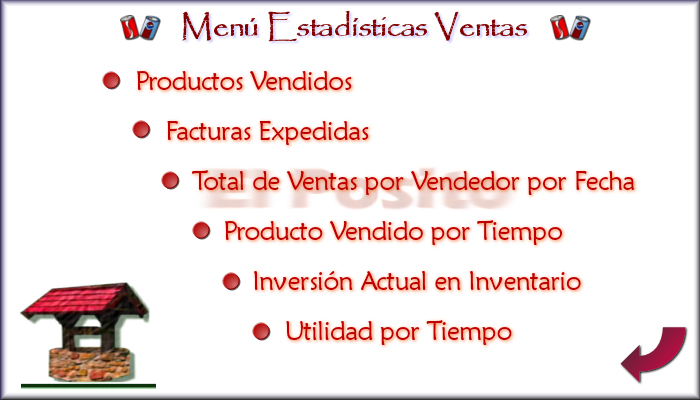 Menú Estadísticas Ventas
Productos Vendidos
Facturas Expedidas
Total de Ventas por Vendedor por Fecha
El Posito
Producto Vendido por Tiempo
Inversión Actual en Inventario
Utilidad por Tiempo